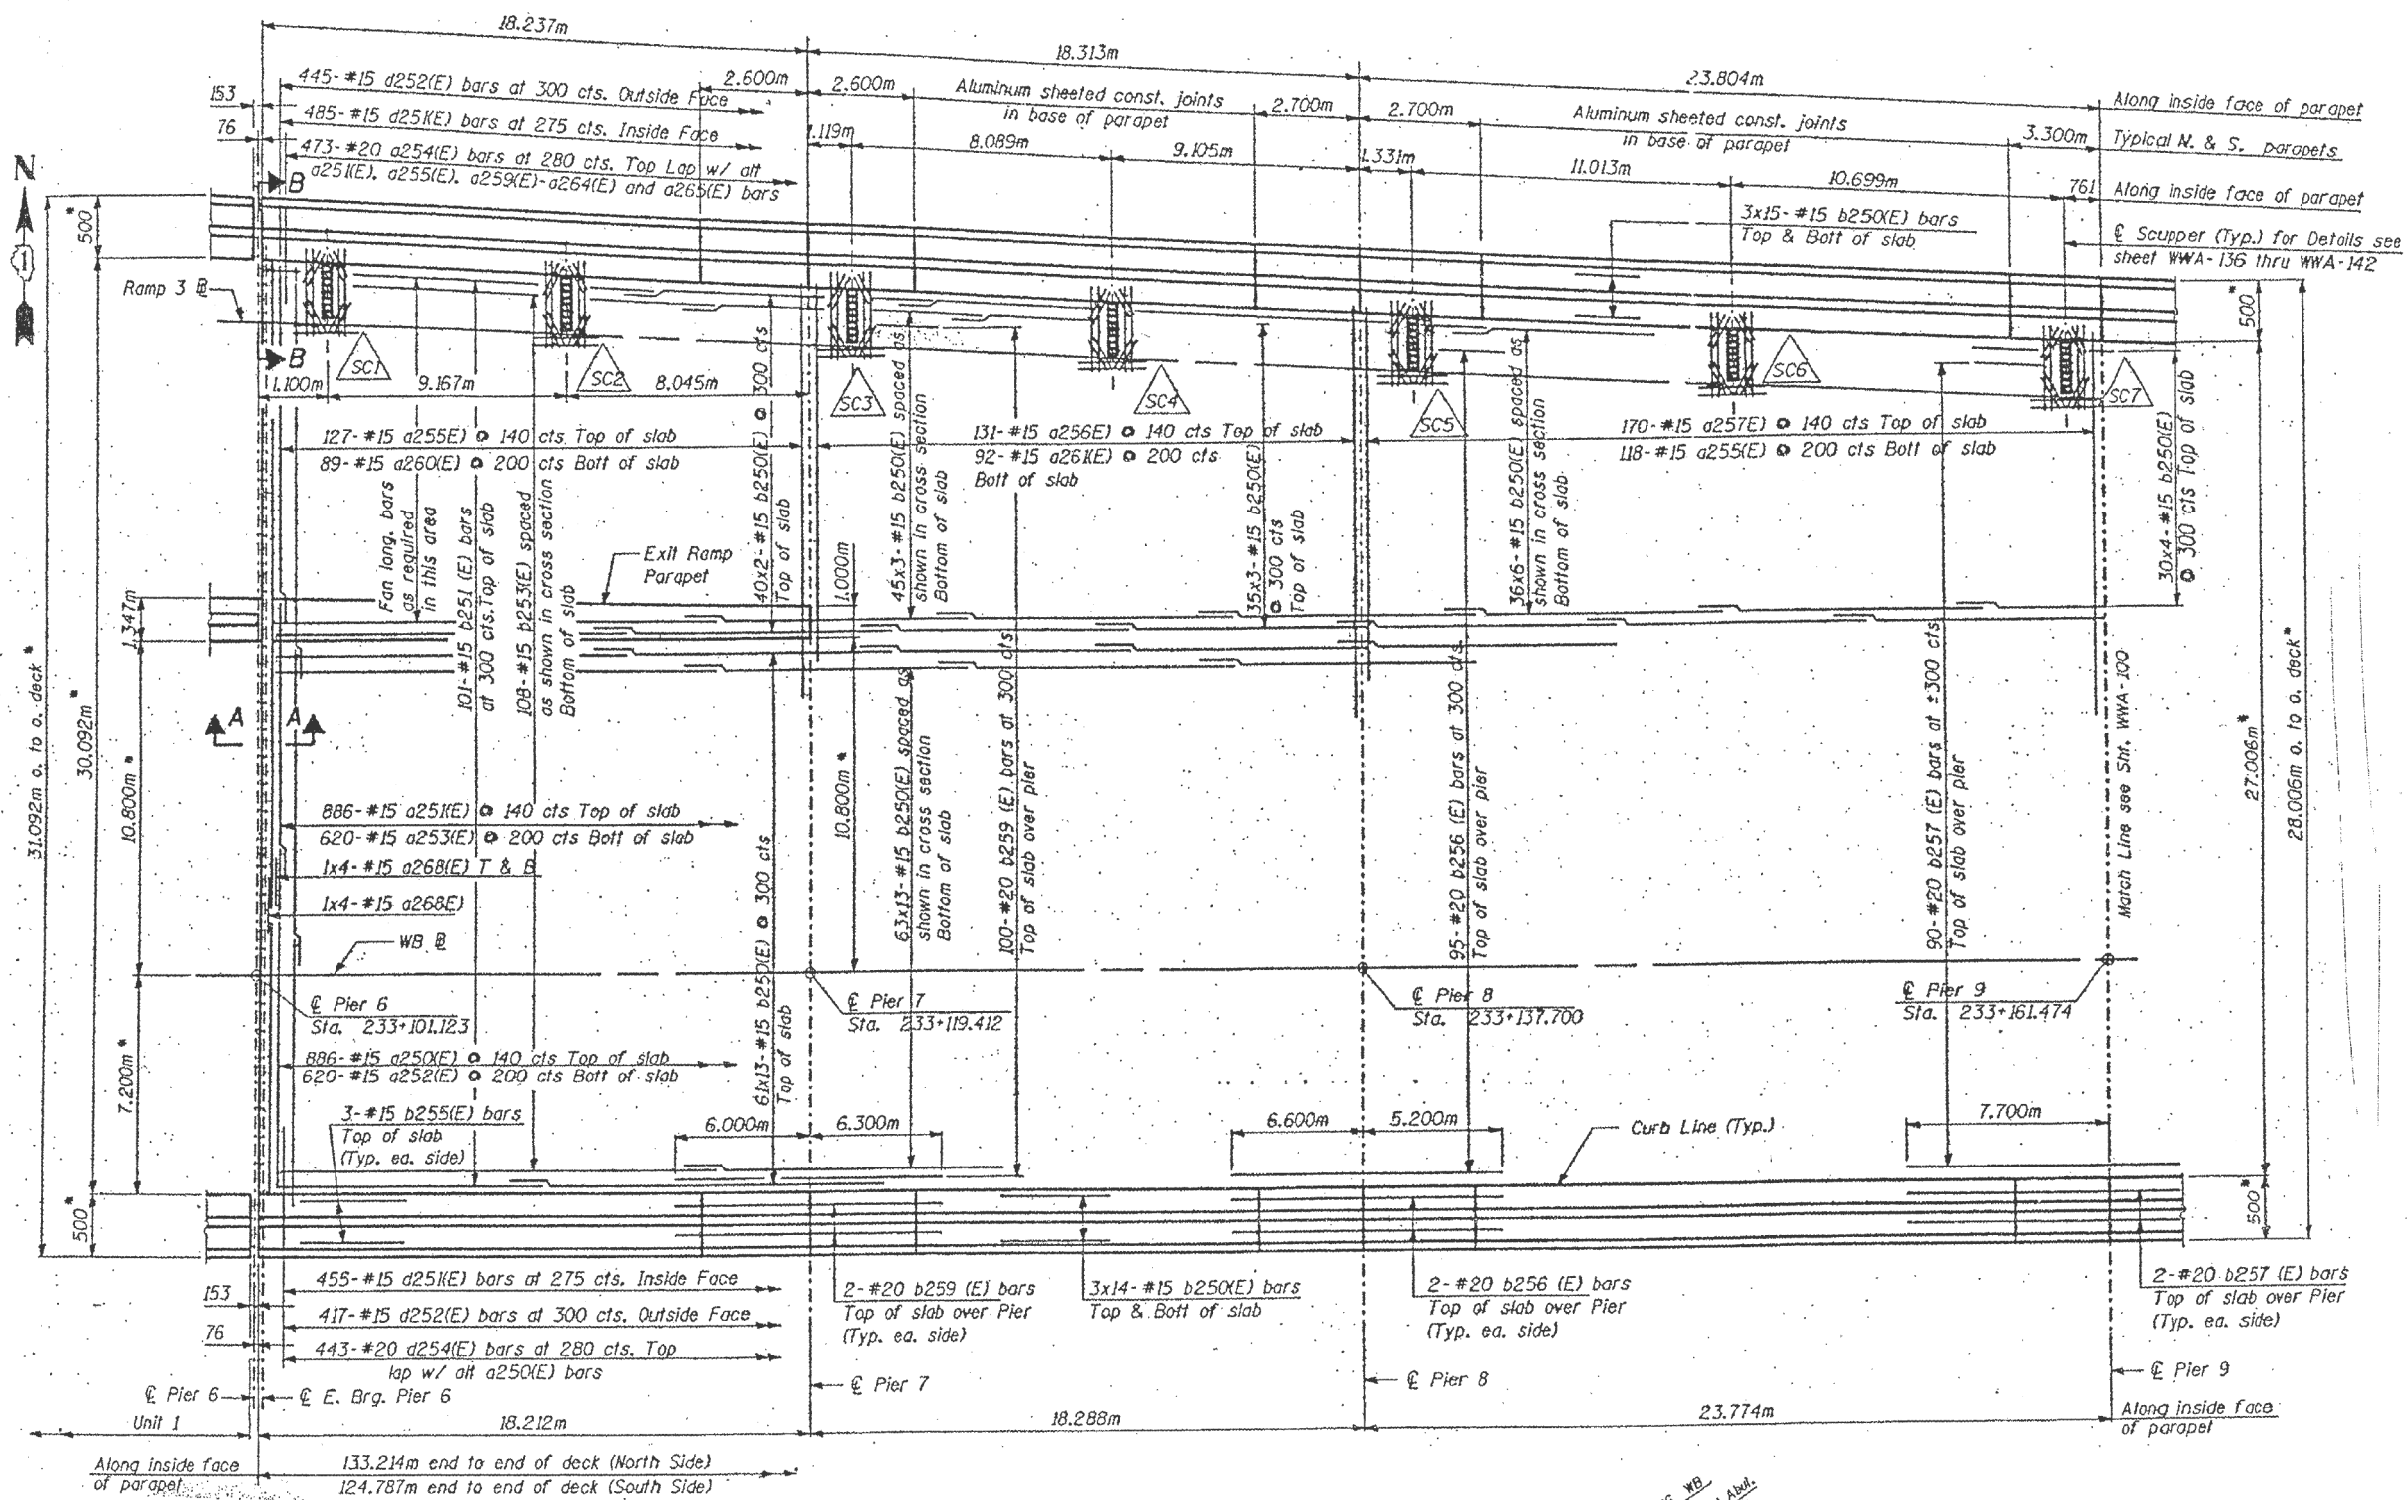 18.237m
18.313m
23.804m
445-#15 d252(E) bars at 300 cts. Outside Face
2.600m
2.600m
Aluminum sheeted const. joints
in base of parapet
2.700m
2.700m
Aluminum sheeted const. joints
in base of parapet
3.300m
Along inside face of parapet
Typical N. & S. parapets
153
485-#15 d251(E) bars at 275 cts. Inside Face
76
473-#20 a254(E) bars at 280 cts. Top Lap w/ alt
a251(E), a255(E), a259(E)-a264(E) and a265(E) bars
1.119m
8.089m
9.105m
1.331m
11.013m
10.699m
761
Along inside face of parapet
N
1
B
B
500*
3x15-#15 b250(E) bars
Top & Bott of slab
℄ Scupper (Typ.) for Details see
sheet WWA-136 thru WWA-142
Ramp 3 ℄
500*
SC1
SC2
SC3
SC4
SC5
SC6
SC7
1.100m
9.167m
8.045m
127-#15 a255E) @ 140 cts Top of slab
89-#15 a260(E) @ 200 cts Bott of slab
131-#15 a256E) @ 140 cts Top of slab
92-#15 a261(E) @ 200 cts
Bott of slab
170-#15 a257E) @ 140 cts Top of slab
118-#15 a255(E) @ 200 cts Bott of slab
Fan long. bars
as required
in this area
101-#15 b251 (E) bars
at 300 cts.Top of slab
108-#15 b253(E) spaced
as shown in cross section
Bottom of slab
40x2-#15 b250(E) @ 300 cts
Top of slab
45x3-#15 b250(E) spaced as
shown in cross section
Bottom of slab
35x3-#15 b250(E)
@ 300 cts
Top of slab
36x6-#15 b250(E) spaced as
shown in cross section
Bottom of slab
30x4-#15 b250(E)
@ 300 cts Top of slab
Exit Ramp
Parapet
1.000m
1.347m
31.092m o. to o. deck*
30.092m*
10.800m*
7.200m*
A
A
10.800m*
886-#15 a251(E) @ 140 cts Top of slab
620-#15 a253(E) @ 200 cts Bott of slab
1x4-#15 a268(E) T & B
1x4-#15 a268E)
WB ℄
61x13-#15 b250(E) @ 300 cts
Top of slab
63x13-#15 b250(E) spaced as
shown in cross section
Bottom of slab
100-#20 b259 (E) bars at 300 cts
Top of slab over pier
95-#20 b256 (E) bars at 300 cts.
Top of slab over pier
90-#20 b257 (E) bars at ±300 cts
Top of slab over pier
Match Line see Sht. WWA-100
27.006m*
28.006m o. to o. deck*
℄ Pier 6
Sta. 233+101.123
℄ Pier 7
Sta. 233+119.412
℄ Pier 8
Sta. 233+137.700
℄ Pier 9
Sta. 233+161.474
886-#15 a250(E) @ 140 cts Top of slab
620-#15 a252(E) @ 200 cts Bott of slab
3-#15 b255(E) bars
Top of slab
(Typ. ea. side)
6.000m
6.300m
6.600m
5.200m
7.700m
Curb Line (Typ.)
500*
500*
455-#15 d251(E) bars at 275 cts. Inside Face
153
417-#15 d252(E) bars at 300 cts. Outside Face
76
443-#20 d254(E) bars at 280 cts. Top
lap w/ alt a250(E) bars
2-#20 b259 (E) bars
Top of slab over Pier
(Typ. ea. side)
3x14-#15 b250(E) bars
Top & Bott of slab
2-#20 b256 (E) bars
Top of slab over Pier
(Typ. ea. side)
2-#20 b257 (E) bars
Top of slab over Pier
(Typ. ea. side)
℄ Pier 6
℄ E. Brg. Pier 6
℄ Pier 7
℄ Pier 8
℄ Pier 9
Unit 1
18.212m
18.288m
23.774m
Along inside face
of parapet
Along inside face
of parapet
133.214m end to end of deck (North Side)
124.787m end to end of deck (South Side)
WB
Abut.